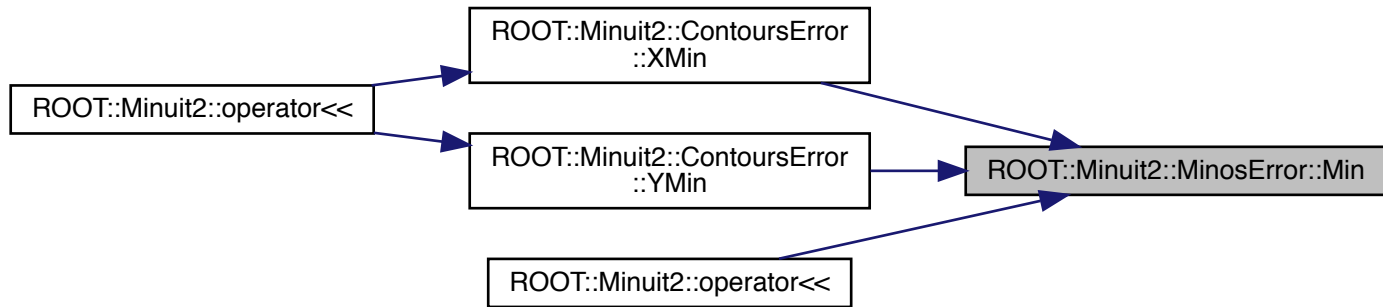 ROOT::Minuit2::operator<<
ROOT::Minuit2::ContoursError
::XMin
ROOT::Minuit2::ContoursError
::YMin
ROOT::Minuit2::operator<<
ROOT::Minuit2::MinosError::Min